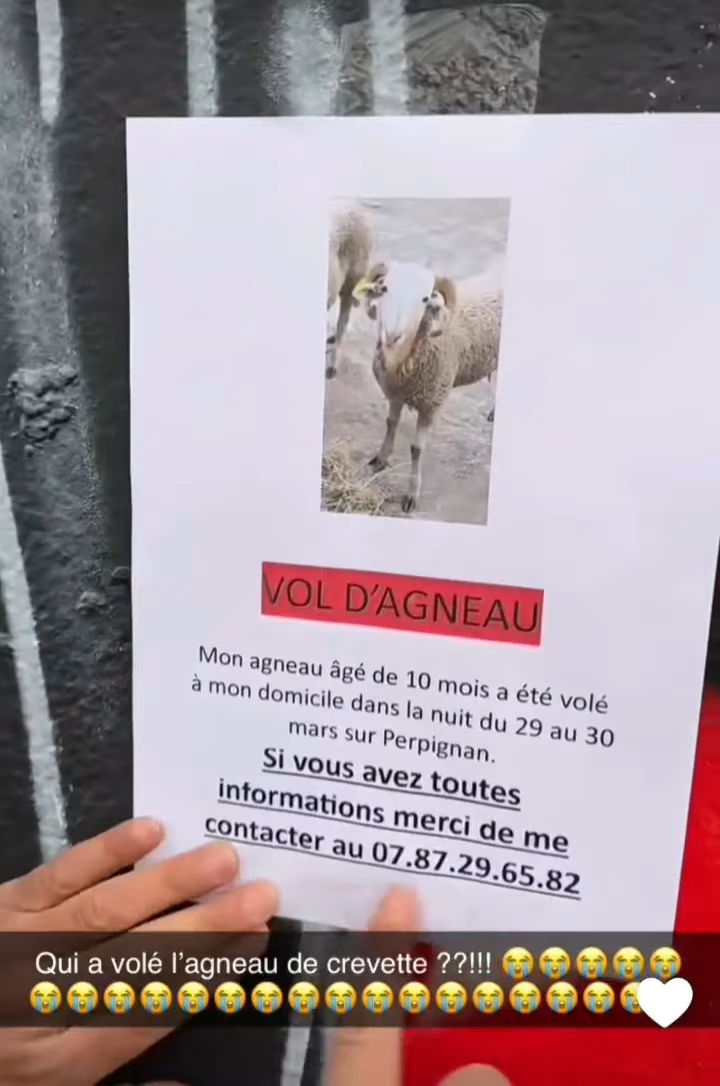 VOL D'AGNEAU
Mon agneau âgé de 10 mois a été volé
à mon domicile dans la nuit du 29 au 30
mars sur Perpignan.
Si vous avez toutes
informations merci de me
contacter au 07.87.29.65.82
Qui a volé l'agneau de crevette ??!!! 😭😭😭😭😭
😭😭😭😭😭😭😭😭😭😭😭😭😭😭😭😭😭